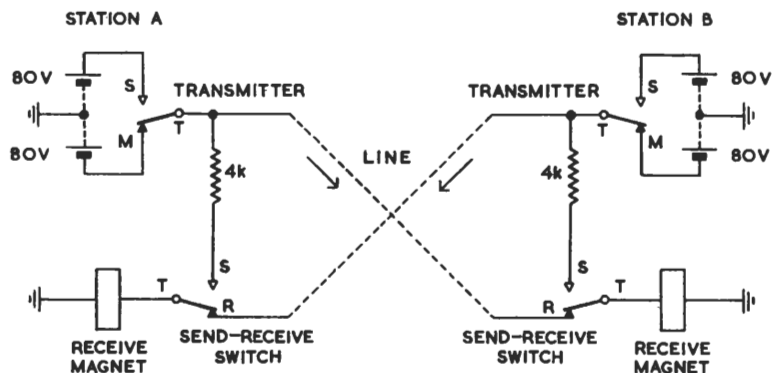 STATION A
STATION B
80V
S
TRANSMITTER
TRANSMITTER
S
80V
T
T
80V
M
LINE
M
80V
4k
4k
S
S
T
R
R
T
RECEIVE
MAGNET
SEND-RECEIVE
SWITCH
SEND-RECEIVE
SWITCH
RECEIVE
MAGNET